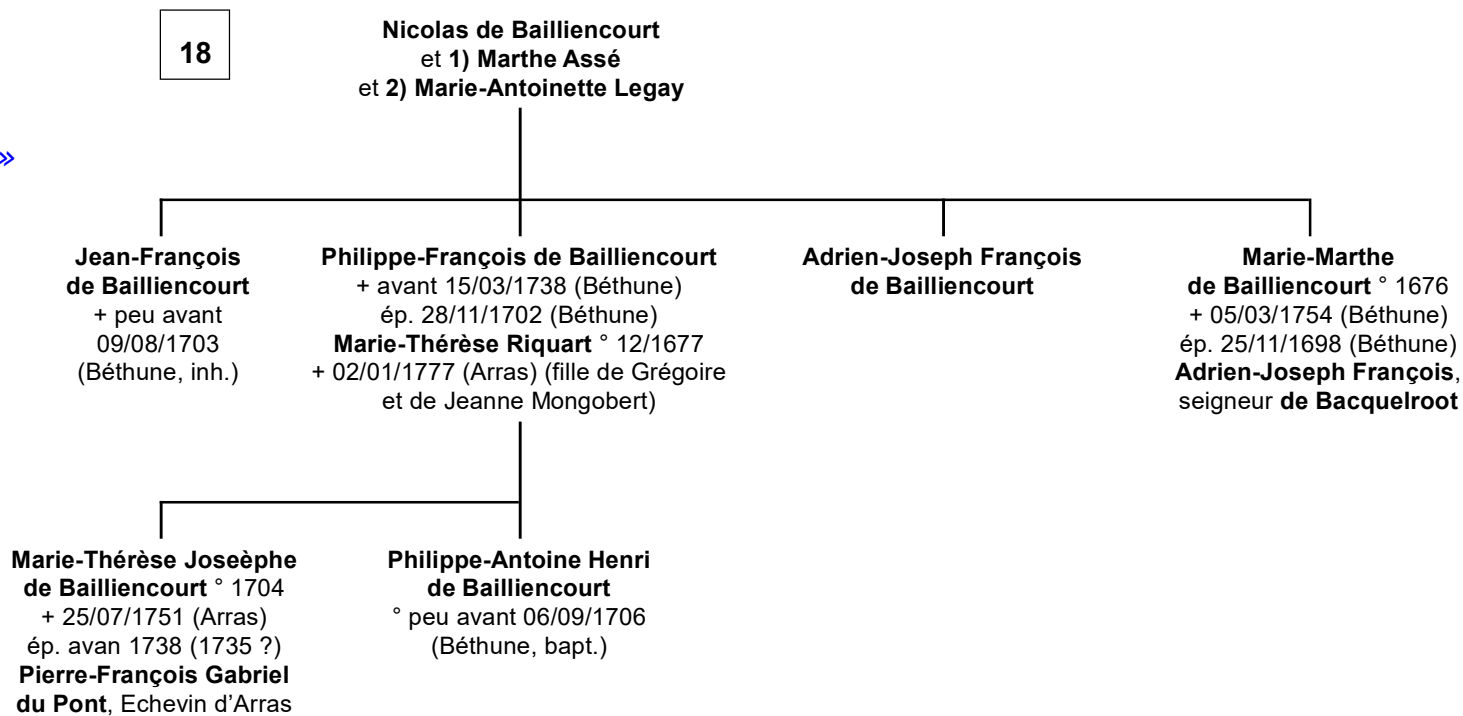 18
Nicolas de Bailliencourt
et 1) Marthe Assé
et 2) Marie-Antoinette Legay
»
Jean-François
de Bailliencourt
+ peu avant
09/08/1703
(Béthune, inh.)
Philippe-François de Bailliencourt
+ avant 15/03/1738 (Béthune)
ép. 28/11/1702 (Béthune)
Marie-Thérèse Riquart ° 12/1677
+ 02/01/1777 (Arras) (fille de Grégoire
et de Jeanne Mongobert)
Adrien-Joseph François
de Bailliencourt
Marie-Marthe
de Bailliencourt ° 1676
+ 05/03/1754 (Béthune)
ép. 25/11/1698 (Béthune)
Adrien-Joseph François,
seigneur de Bacquelroot
Marie-Thérèse Joseèphe
de Bailliencourt ° 1704
+ 25/07/1751 (Arras)
ép. avan 1738 (1735 ?)
Pierre-François Gabriel
du Pont, Echevin d’Arras
Philippe-Antoine Henri
de Bailliencourt
° peu avant 06/09/1706
(Béthune, bapt.)